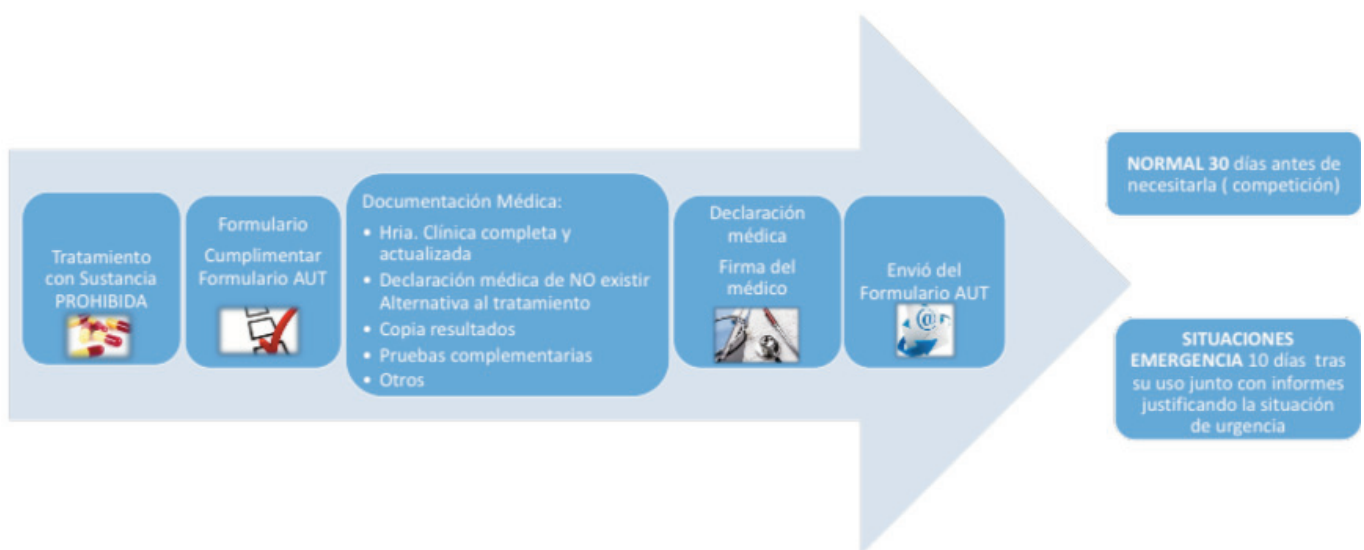 Tratamiento
con Sustancia
PROHIBIDA
Formulario
Cumplimentar
Formulario AUT
Documentación Médica:
• Hria. Clínica completa y
actualizada
• Declaración médica de NO existir
Alternativa al tratamiento
• Copia resultados
• Pruebas complementarias
• Otros
Declaración
médica
Firma del
médico
Envió del
Formulario AUT
@
NORMAL 30 días antes de
necesitarla ( competición)
SITUACIONES
EMERGENCIA 10 días tras
su uso junto con informes
justificando la situación
de urgencia